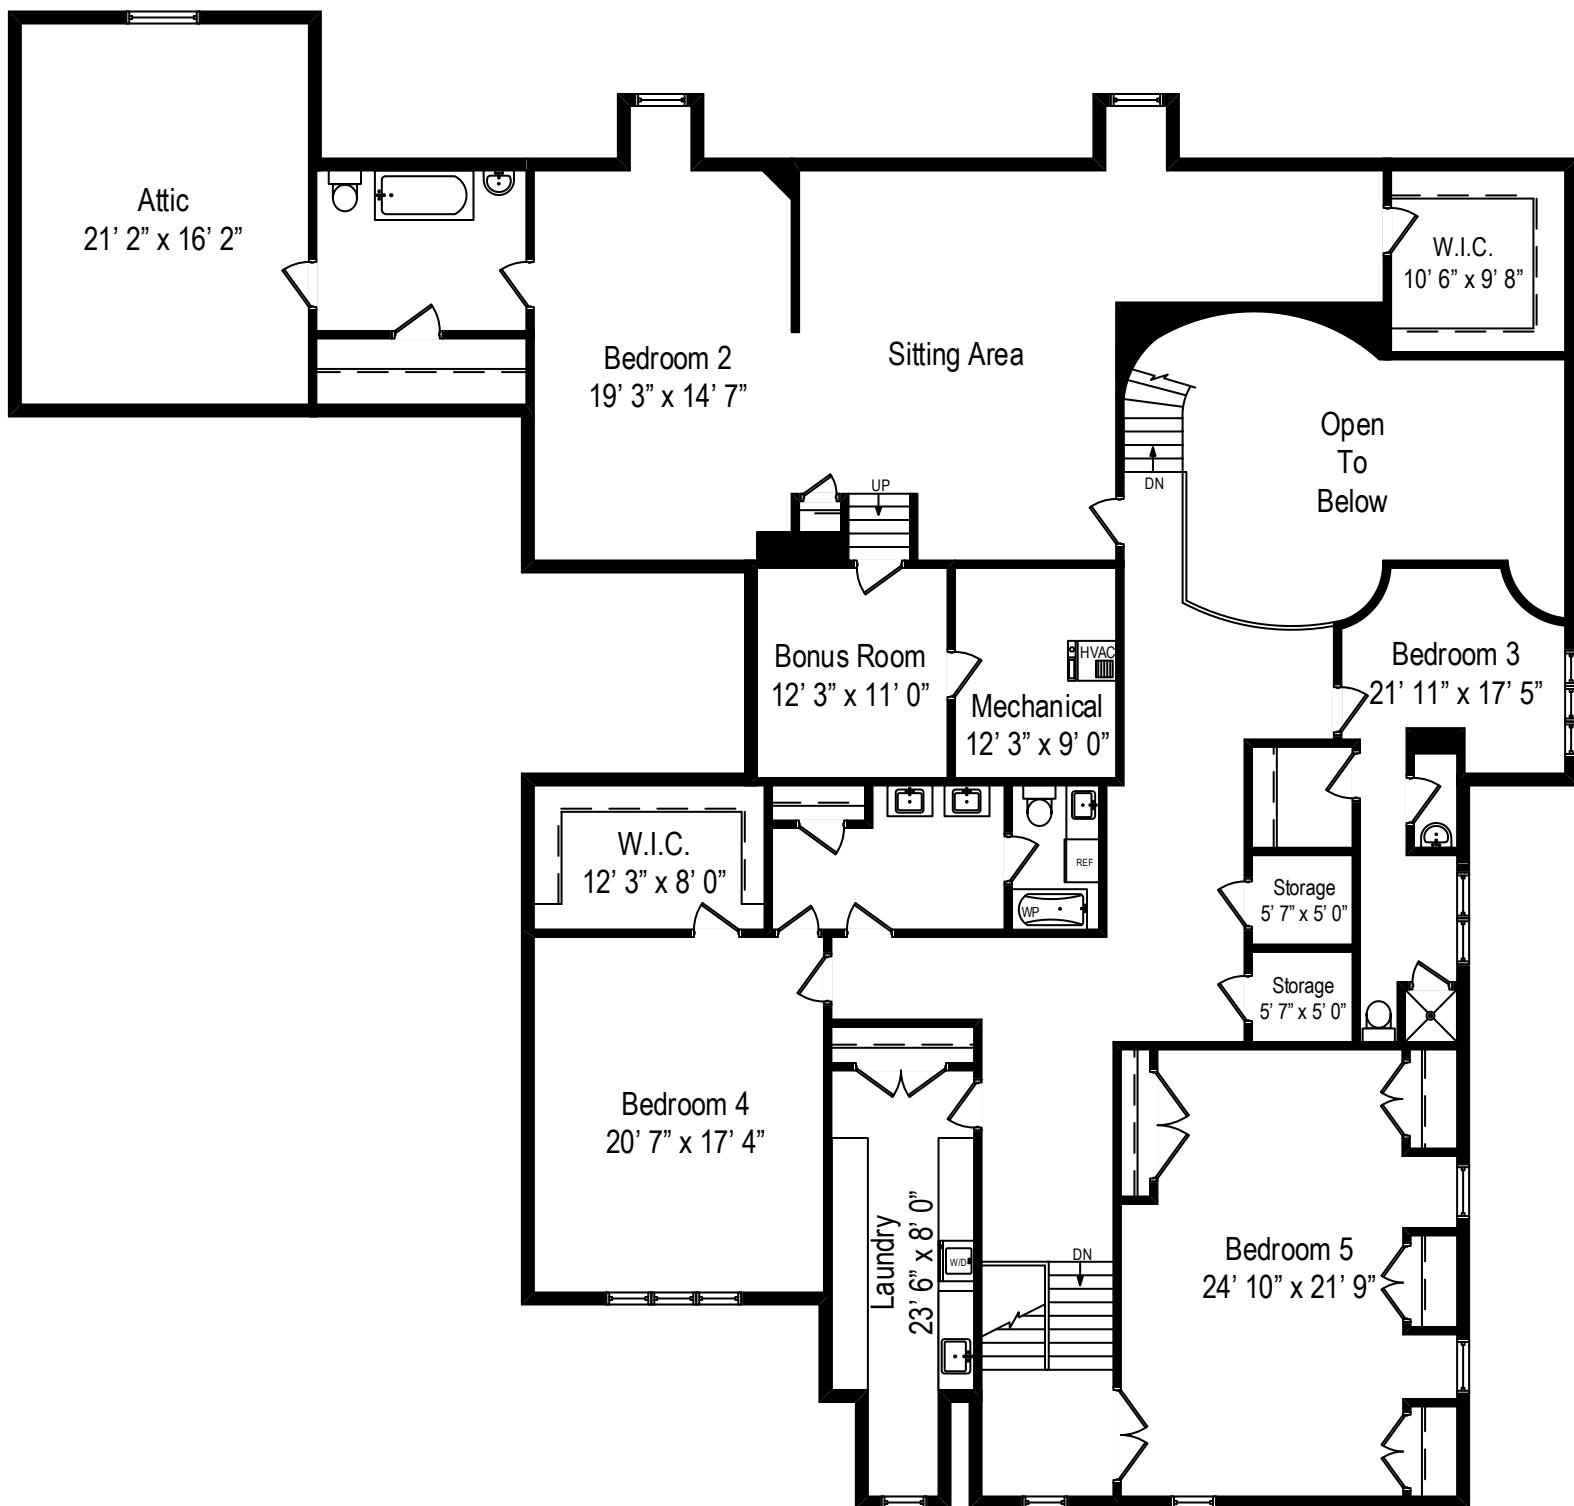 Attic
21’ 2” x 16’ 2”
W.I.C.
10’ 6” x 9’ 8”
Bedroom 2
19’ 3” x 14’ 7”
Sitting Area
Open
To
Below
UP
DN
Bonus Room
12’ 3” x 11’ 0”
HVAC
Mechanical
12’ 3” x 9’ 0”
Bedroom 3
21’ 11” x 17’ 5”
W.I.C.
12’ 3” x 8’ 0”
REF
WP
Storage
5’ 7” x 5’ 0”
Storage
5’ 7” x 5’ 0”
Bedroom 4
20’ 7” x 17’ 4”
Laundry
23’ 6” x 8’ 0”
W/D
DN
Bedroom 5
24’ 10” x 21’ 9”